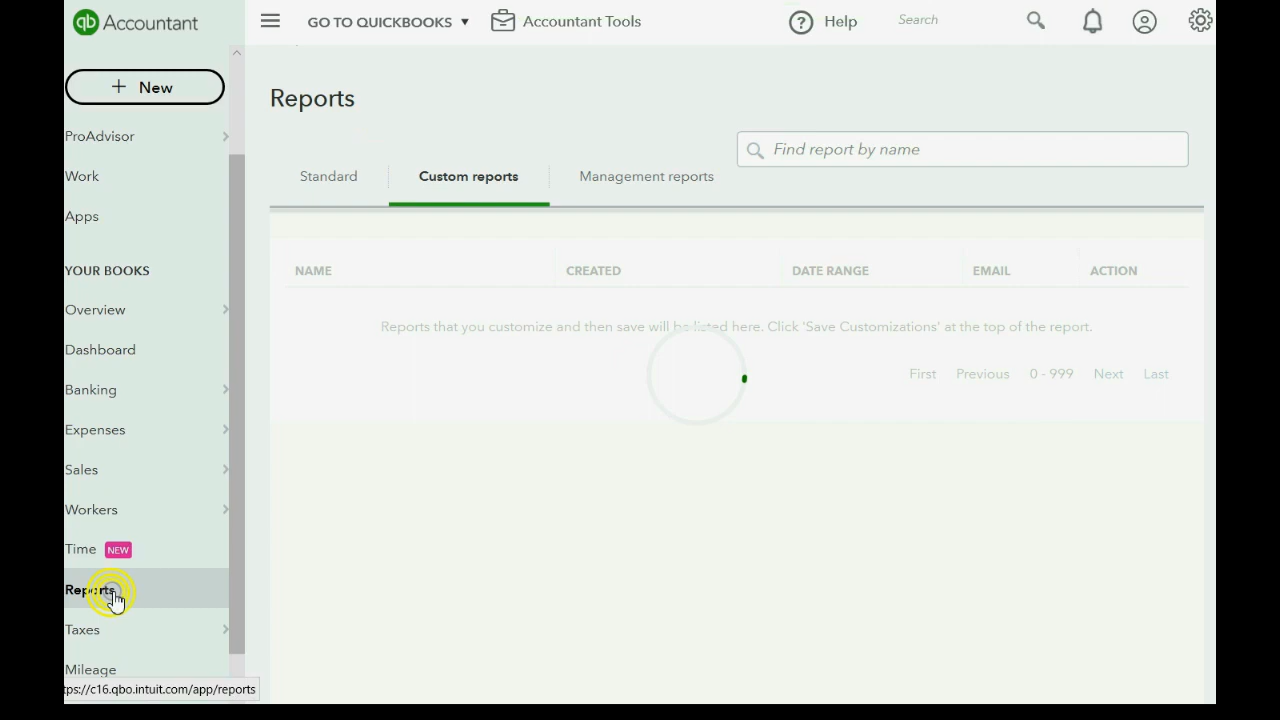 qb Accountant
GO TO QUICKBOOKS
Accountant Tools
? Help
Search
+ New
ProAdvisor
Work
Apps
YOUR BOOKS
Overview
Dashboard
Banking
Expenses
Sales
Workers
Time NEW
Reports
Taxes
Mileage
tps://c16.qbo.intuit.com/app/reports
Reports
Find report by name
Standard
Custom reports
Management reports
NAME CREATED DATE RANGE EMAIL ACTION
Reports that you customize and then save will be listed here. Click 'Save Customizations' at the top of the report.
First Previous 0 - 999 Next Last